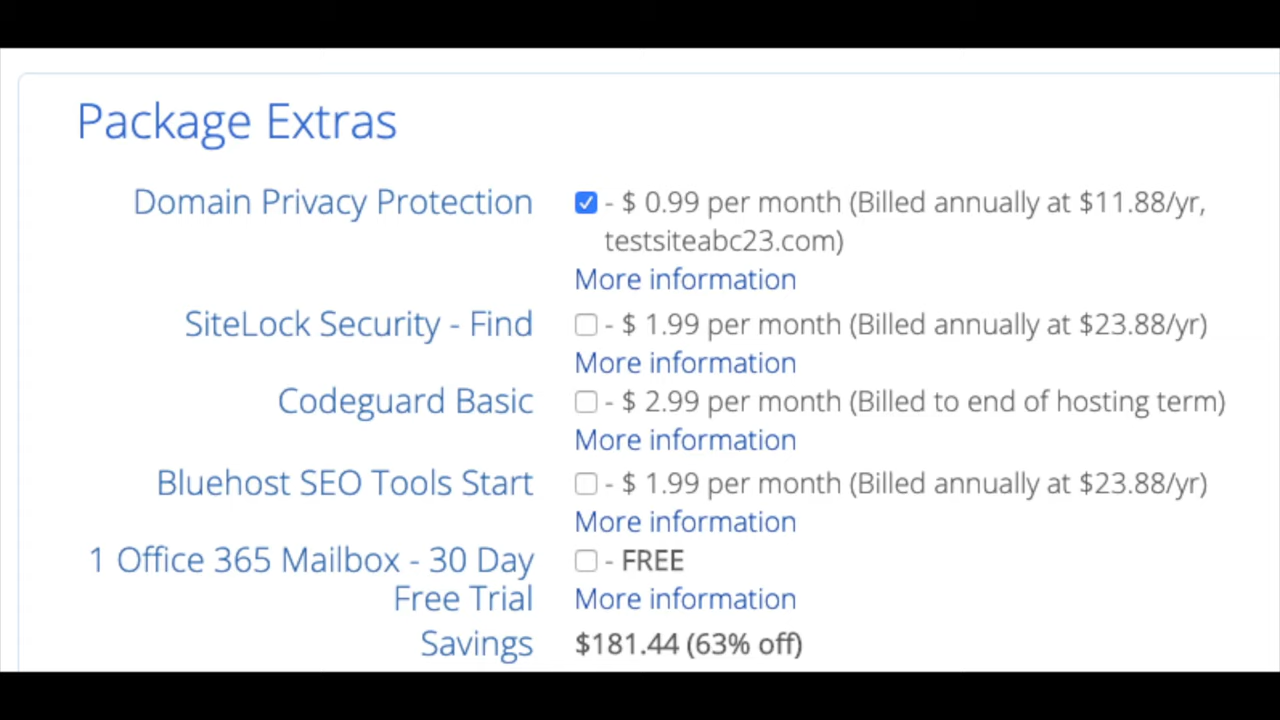 Package Extras
Domain Privacy Protection - $ 0.99 per month (Billed annually at $11.88/yr,
testsiteabc23.com)
More information
SiteLock Security - Find - $ 1.99 per month (Billed annually at $23.88/yr)
More information
Codeguard Basic - $ 2.99 per month (Billed to end of hosting term)
More information
Bluehost SEO Tools Start - $ 1.99 per month (Billed annually at $23.88/yr)
More information
1 Office 365 Mailbox - 30 Day - FREE
Free Trial More information
Savings $181.44 (63% off)